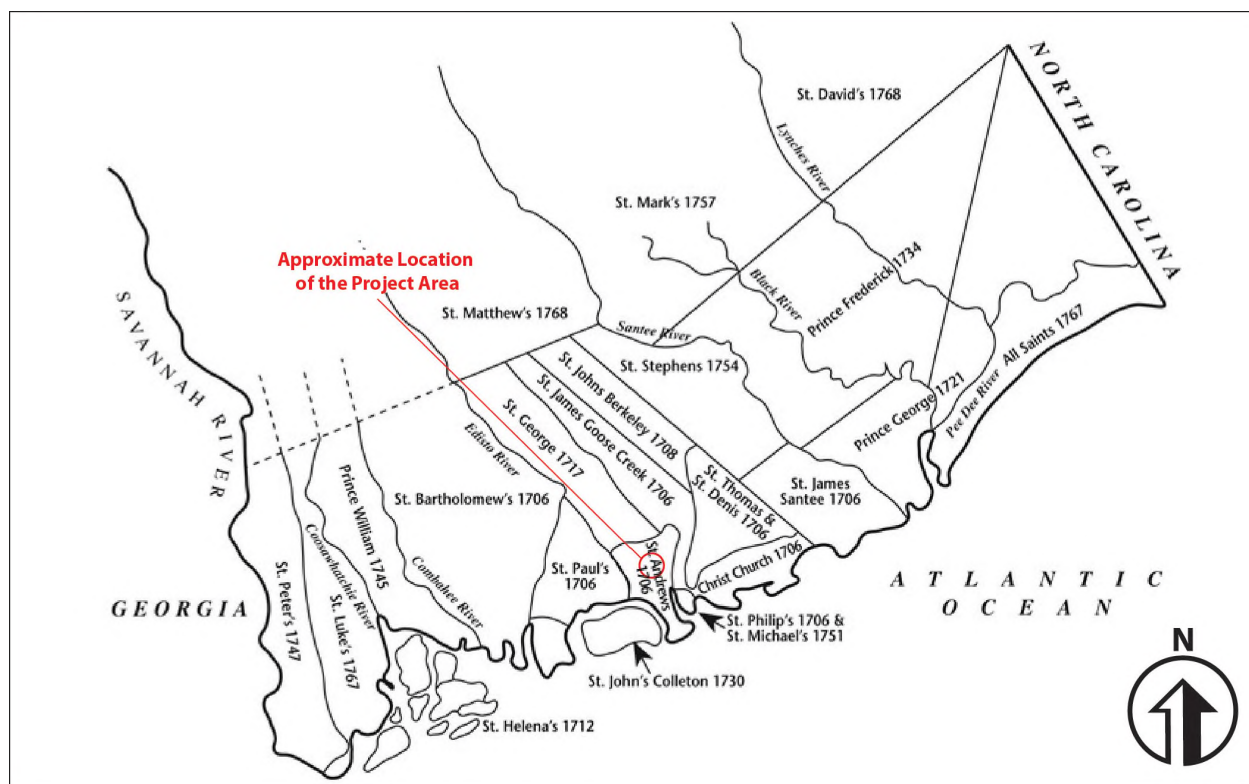 NORTH CAROLINA
St. David's 1768
Lynches River
St. Mark's 1757
Approximate Location
of the Project Area
Black River
Prince Frederick 1734
SAVANNAH RIVER
St. Matthew's 1768
Santee River
All Saints 1767
St. Stephens 1754
St. Johns Berkeley 1708
St. James Goose Creek 1706
St. George 1717
Prince George 1721
Pee Dee River
Edisto River
St. Thomas &
St. Denis 1706
St. James
Santee 1706
Prince William 1745
St. Bartholomew's 1706
St. Andrews
1706
Christ Church 1706
St. Paul's
1706
Coosawhatchie River
Combahee River
ATLANTIC
OCEAN
GEORGIA
St. Peter's 1747
St. Luke's 1767
St. Philip's 1706 &
St. Michael's 1751
N
St. John's Colleton 1730
St. Helena's 1712